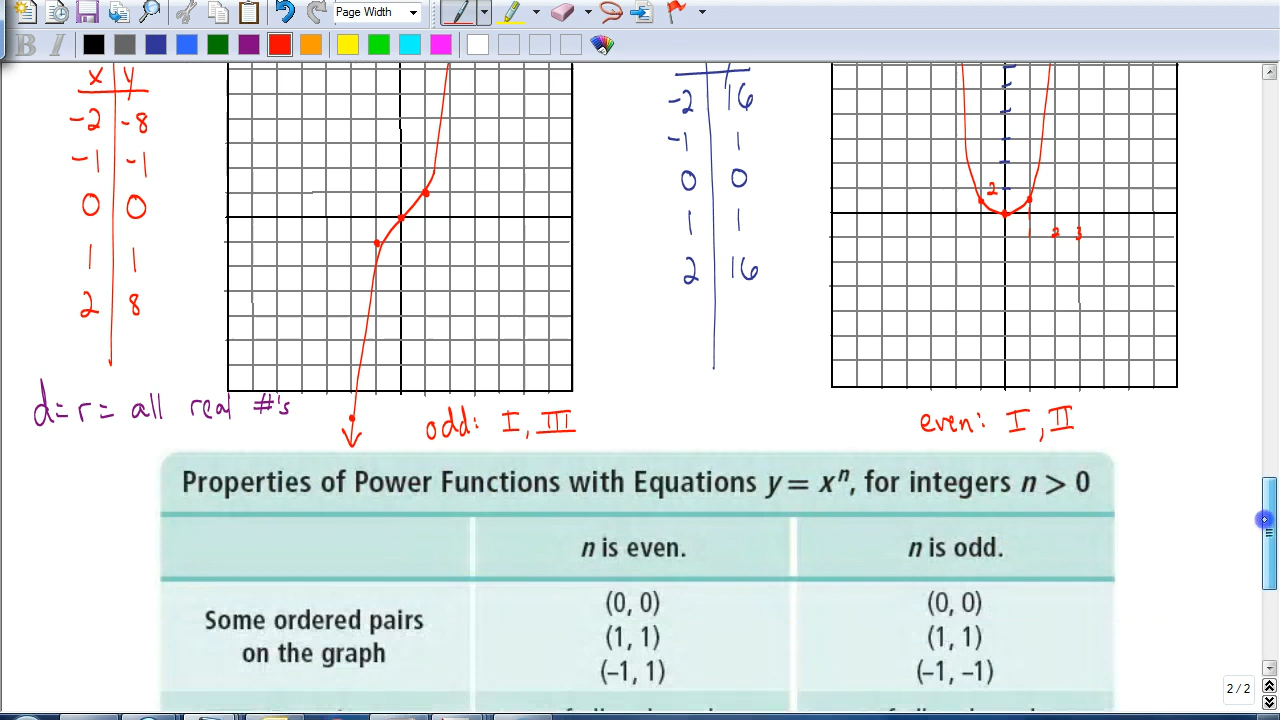 Page Width
B I
x y
-2 -8
-1 -1
0 0
1 1
2 8
d=r= all real #'s
odd: I, III
-2 16
-1 1
0 0
1 1
2 16
2
1 2 3
even: I, II
Properties of Power Functions with Equations y = xⁿ, for integers n > 0
n is even. n is odd.
Some ordered pairs on the graph
(0, 0) (0, 0)
(1, 1) (1, 1)
(–1, 1) (–1, –1)
2 / 2